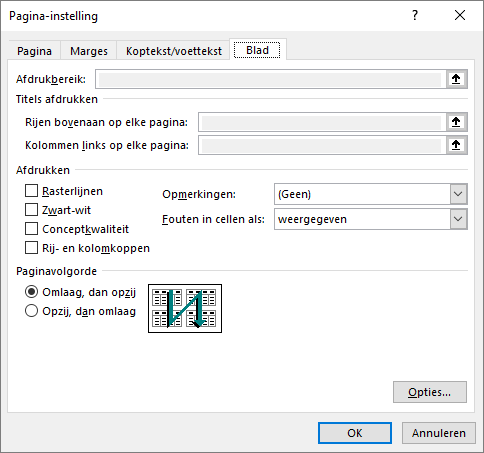 Pagina-instelling ? ×
Pagina Marges Koptekst/voettekst Blad
Afdrukbereik:
Titels afdrukken
Rijen bovenaan op elke pagina:
Kolommen links op elke pagina:
Afdrukken
Rasterlijnen Opmerkingen: (Geen)
Zwart-wit
Fouten in cellen als: weergegeven
Conceptkwaliteit
Rij- en kolomkoppen
Paginavolgorde
Omlaag, dan opzij
Opzij, dan omlaag
Opties...
OK Annuleren